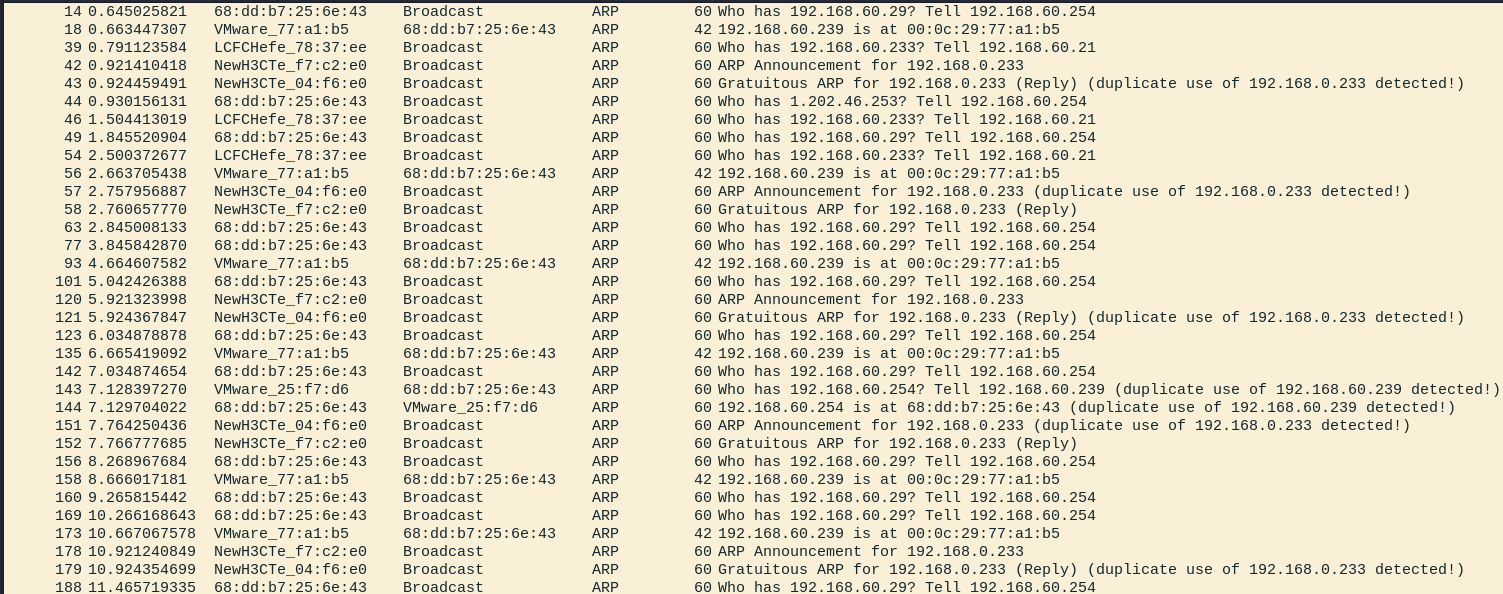 14 0.645025821 68:dd:b7:25:6e:43 Broadcast ARP 60 Who has 192.168.60.29? Tell 192.168.60.254
18 0.663447307 VMware_77:a1:b5 68:dd:b7:25:6e:43 ARP 42 192.168.60.239 is at 00:0c:29:77:a1:b5
39 0.791123584 LCFCHefe_78:37:ee Broadcast ARP 60 Who has 192.168.60.233? Tell 192.168.60.21
42 0.921410418 NewH3CTe_f7:c2:e0 Broadcast ARP 60 ARP Announcement for 192.168.0.233
43 0.924459491 NewH3CTe_04:f6:e0 Broadcast ARP 60 Gratuitous ARP for 192.168.0.233 (Reply) (duplicate use of 192.168.0.233 detected!)
44 0.930156131 68:dd:b7:25:6e:43 Broadcast ARP 60 Who has 1.202.46.253? Tell 192.168.60.254
46 1.504413019 LCFCHefe_78:37:ee Broadcast ARP 60 Who has 192.168.60.233? Tell 192.168.60.21
49 1.845520904 68:dd:b7:25:6e:43 Broadcast ARP 60 Who has 192.168.60.29? Tell 192.168.60.254
54 2.500372677 LCFCHefe_78:37:ee Broadcast ARP 60 Who has 192.168.60.233? Tell 192.168.60.21
56 2.663705438 VMware_77:a1:b5 68:dd:b7:25:6e:43 ARP 42 192.168.60.239 is at 00:0c:29:77:a1:b5
57 2.757956887 NewH3CTe_04:f6:e0 Broadcast ARP 60 ARP Announcement for 192.168.0.233 (duplicate use of 192.168.0.233 detected!)
58 2.760657770 NewH3CTe_f7:c2:e0 Broadcast ARP 60 Gratuitous ARP for 192.168.0.233 (Reply)
63 2.845008133 68:dd:b7:25:6e:43 Broadcast ARP 60 Who has 192.168.60.29? Tell 192.168.60.254
77 3.845842870 68:dd:b7:25:6e:43 Broadcast ARP 60 Who has 192.168.60.29? Tell 192.168.60.254
93 4.664607582 VMware_77:a1:b5 68:dd:b7:25:6e:43 ARP 42 192.168.60.239 is at 00:0c:29:77:a1:b5
101 5.042426388 68:dd:b7:25:6e:43 Broadcast ARP 60 Who has 192.168.60.29? Tell 192.168.60.254
120 5.921323998 NewH3CTe_f7:c2:e0 Broadcast ARP 60 ARP Announcement for 192.168.0.233
121 5.924367847 NewH3CTe_04:f6:e0 Broadcast ARP 60 Gratuitous ARP for 192.168.0.233 (Reply) (duplicate use of 192.168.0.233 detected!)
123 6.034878878 68:dd:b7:25:6e:43 Broadcast ARP 60 Who has 192.168.60.29? Tell 192.168.60.254
135 6.665419092 VMware_77:a1:b5 68:dd:b7:25:6e:43 ARP 42 192.168.60.239 is at 00:0c:29:77:a1:b5
142 7.034874654 68:dd:b7:25:6e:43 Broadcast ARP 60 Who has 192.168.60.29? Tell 192.168.60.254
143 7.128397270 VMware_25:f7:d6 68:dd:b7:25:6e:43 ARP 60 Who has 192.168.60.254? Tell 192.168.60.239 (duplicate use of 192.168.60.239 detected!)
144 7.129704022 68:dd:b7:25:6e:43 VMware_25:f7:d6 ARP 60 192.168.60.254 is at 68:dd:b7:25:6e:43 (duplicate use of 192.168.60.239 detected!)
151 7.764250436 NewH3CTe_04:f6:e0 Broadcast ARP 60 ARP Announcement for 192.168.0.233 (duplicate use of 192.168.0.233 detected!)
152 7.766777685 NewH3CTe_f7:c2:e0 Broadcast ARP 60 Gratuitous ARP for 192.168.0.233 (Reply)
156 8.268967684 68:dd:b7:25:6e:43 Broadcast ARP 60 Who has 192.168.60.29? Tell 192.168.60.254
158 8.666017181 VMware_77:a1:b5 68:dd:b7:25:6e:43 ARP 42 192.168.60.239 is at 00:0c:29:77:a1:b5
160 9.265815442 68:dd:b7:25:6e:43 Broadcast ARP 60 Who has 192.168.60.29? Tell 192.168.60.254
169 10.266168643 68:dd:b7:25:6e:43 Broadcast ARP 60 Who has 192.168.60.29? Tell 192.168.60.254
173 10.667067578 VMware_77:a1:b5 68:dd:b7:25:6e:43 ARP 42 192.168.60.239 is at 00:0c:29:77:a1:b5
178 10.921240849 NewH3CTe_f7:c2:e0 Broadcast ARP 60 ARP Announcement for 192.168.0.233
179 10.924354699 NewH3CTe_04:f6:e0 Broadcast ARP 60 Gratuitous ARP for 192.168.0.233 (Reply) (duplicate use of 192.168.0.233 detected!)
188 11.465719335 68:dd:b7:25:6e:43 Broadcast ARP 60 Who has 192.168.60.29? Tell 192.168.60.254